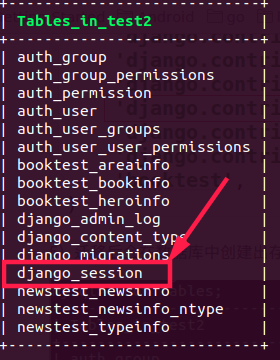 +------------------------------+
| Tables_in_test2
+------------------------------+
| auth_group
| auth_group_permissions
| auth_permission
| auth_user
| auth_user_groups
| auth_user_user_permissions |
| booktest_areainfo
| booktest_bookinfo
| booktest_heroinfo
| django_admin_log
| django_content_type
| django_migrations
| django_session
| newstest_newsinfo
| newstest_newsinfo_ntype
| newstest_typeinfo
+------------------------------+